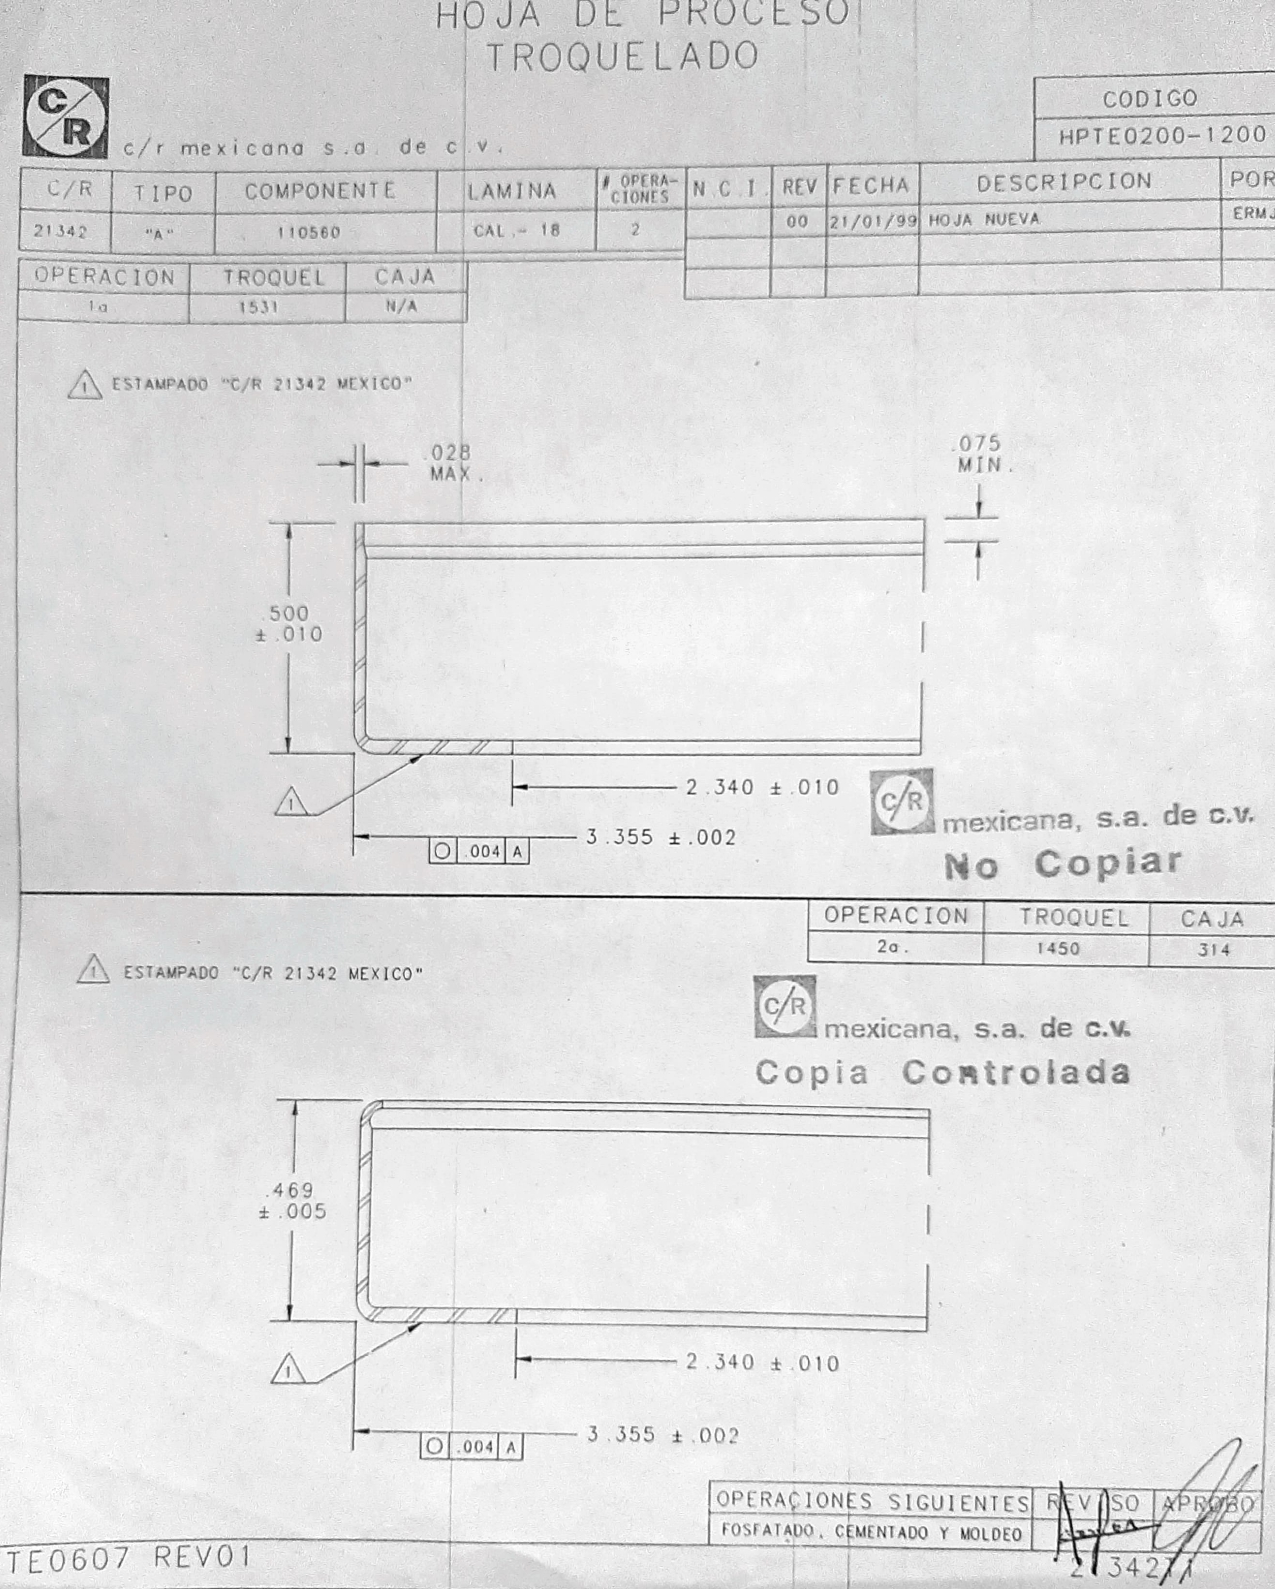 HOJA DE PROCESO
TROQUELADO
C/R
c/r mexicana s.a. de c.v.
CODIGO
HPTE0200-1200
C/R TIPO COMPONENTE LAMINA # OPERA-CIONES N.C.I. REV FECHA DESCRIPCION POR
21342 "A" 110560 CAL.- 18 2 00 21/01/99 HOJA NUEVA ERMJ
OPERACION TROQUEL CAJA
1a 1531 N/A
1 ESTAMPADO "C/R 21342 MEXICO"
.028
MAX.
.075
MIN.
.500
± .010
1
2.340 ± .010
3.355 ± .002
.004 A
C/R mexicana, s.a. de c.v.
No Copiar
OPERACION TROQUEL CAJA
2a. 1450 314
1 ESTAMPADO "C/R 21342 MEXICO"
C/R mexicana, s.a. de c.v.
Copia Controlada
.469
± .005
1
2.340 ± .010
3.355 ± .002
.004 A
OPERACIONES SIGUIENTES REVISO APROBO
FOSFATADO, CEMENTADO Y MOLDEO
TE0607 REV01